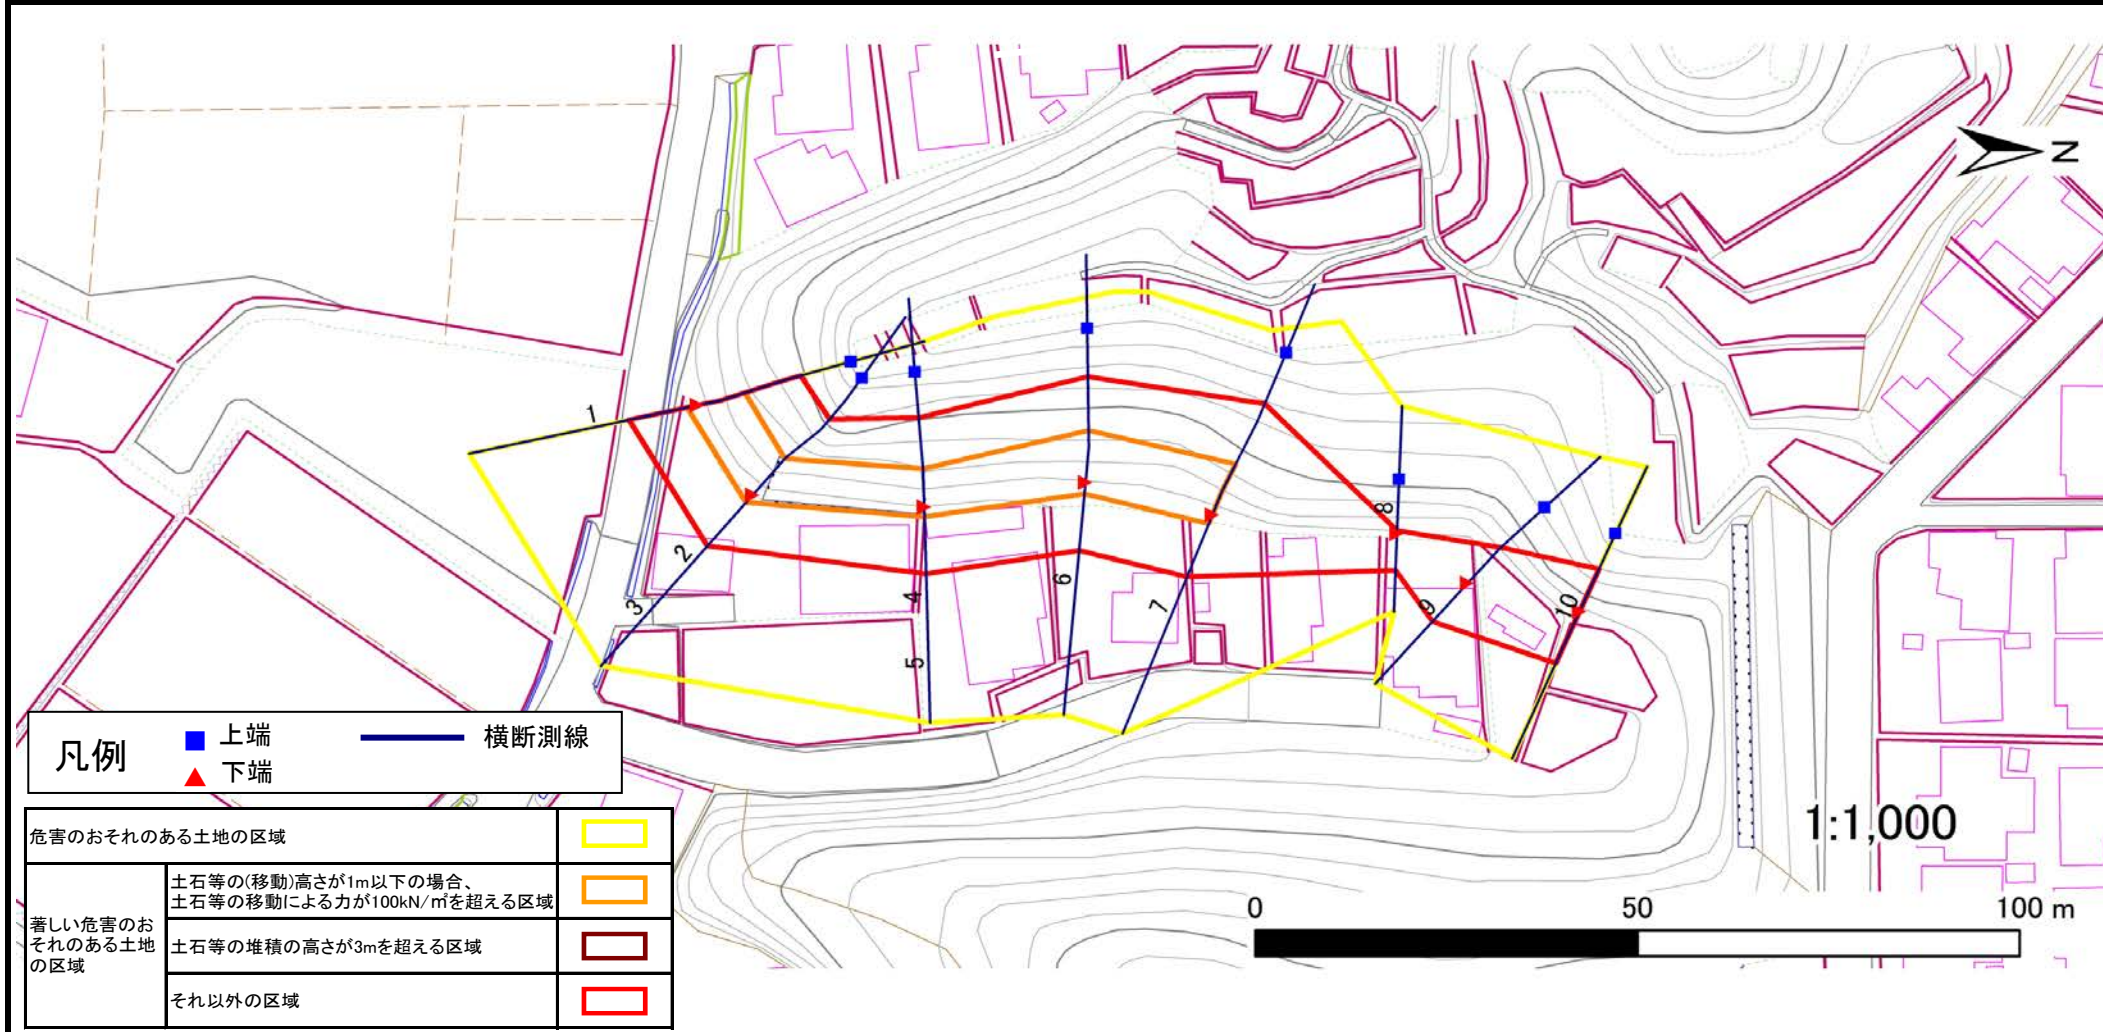 N
1
2
3
4
5
6
7
8
9
10
凡例
上端
横断測線
下端
1:1,000
0 50 100 m
危害のおそれのある土地の区域
著しい危害のお
それのある土地
の区域
土石等の(移動)高さが1m以下の場合、
土石等の移動による力が100kN/㎡を超える区域
土石等の堆積の高さが3mを超える区域
それ以外の区域